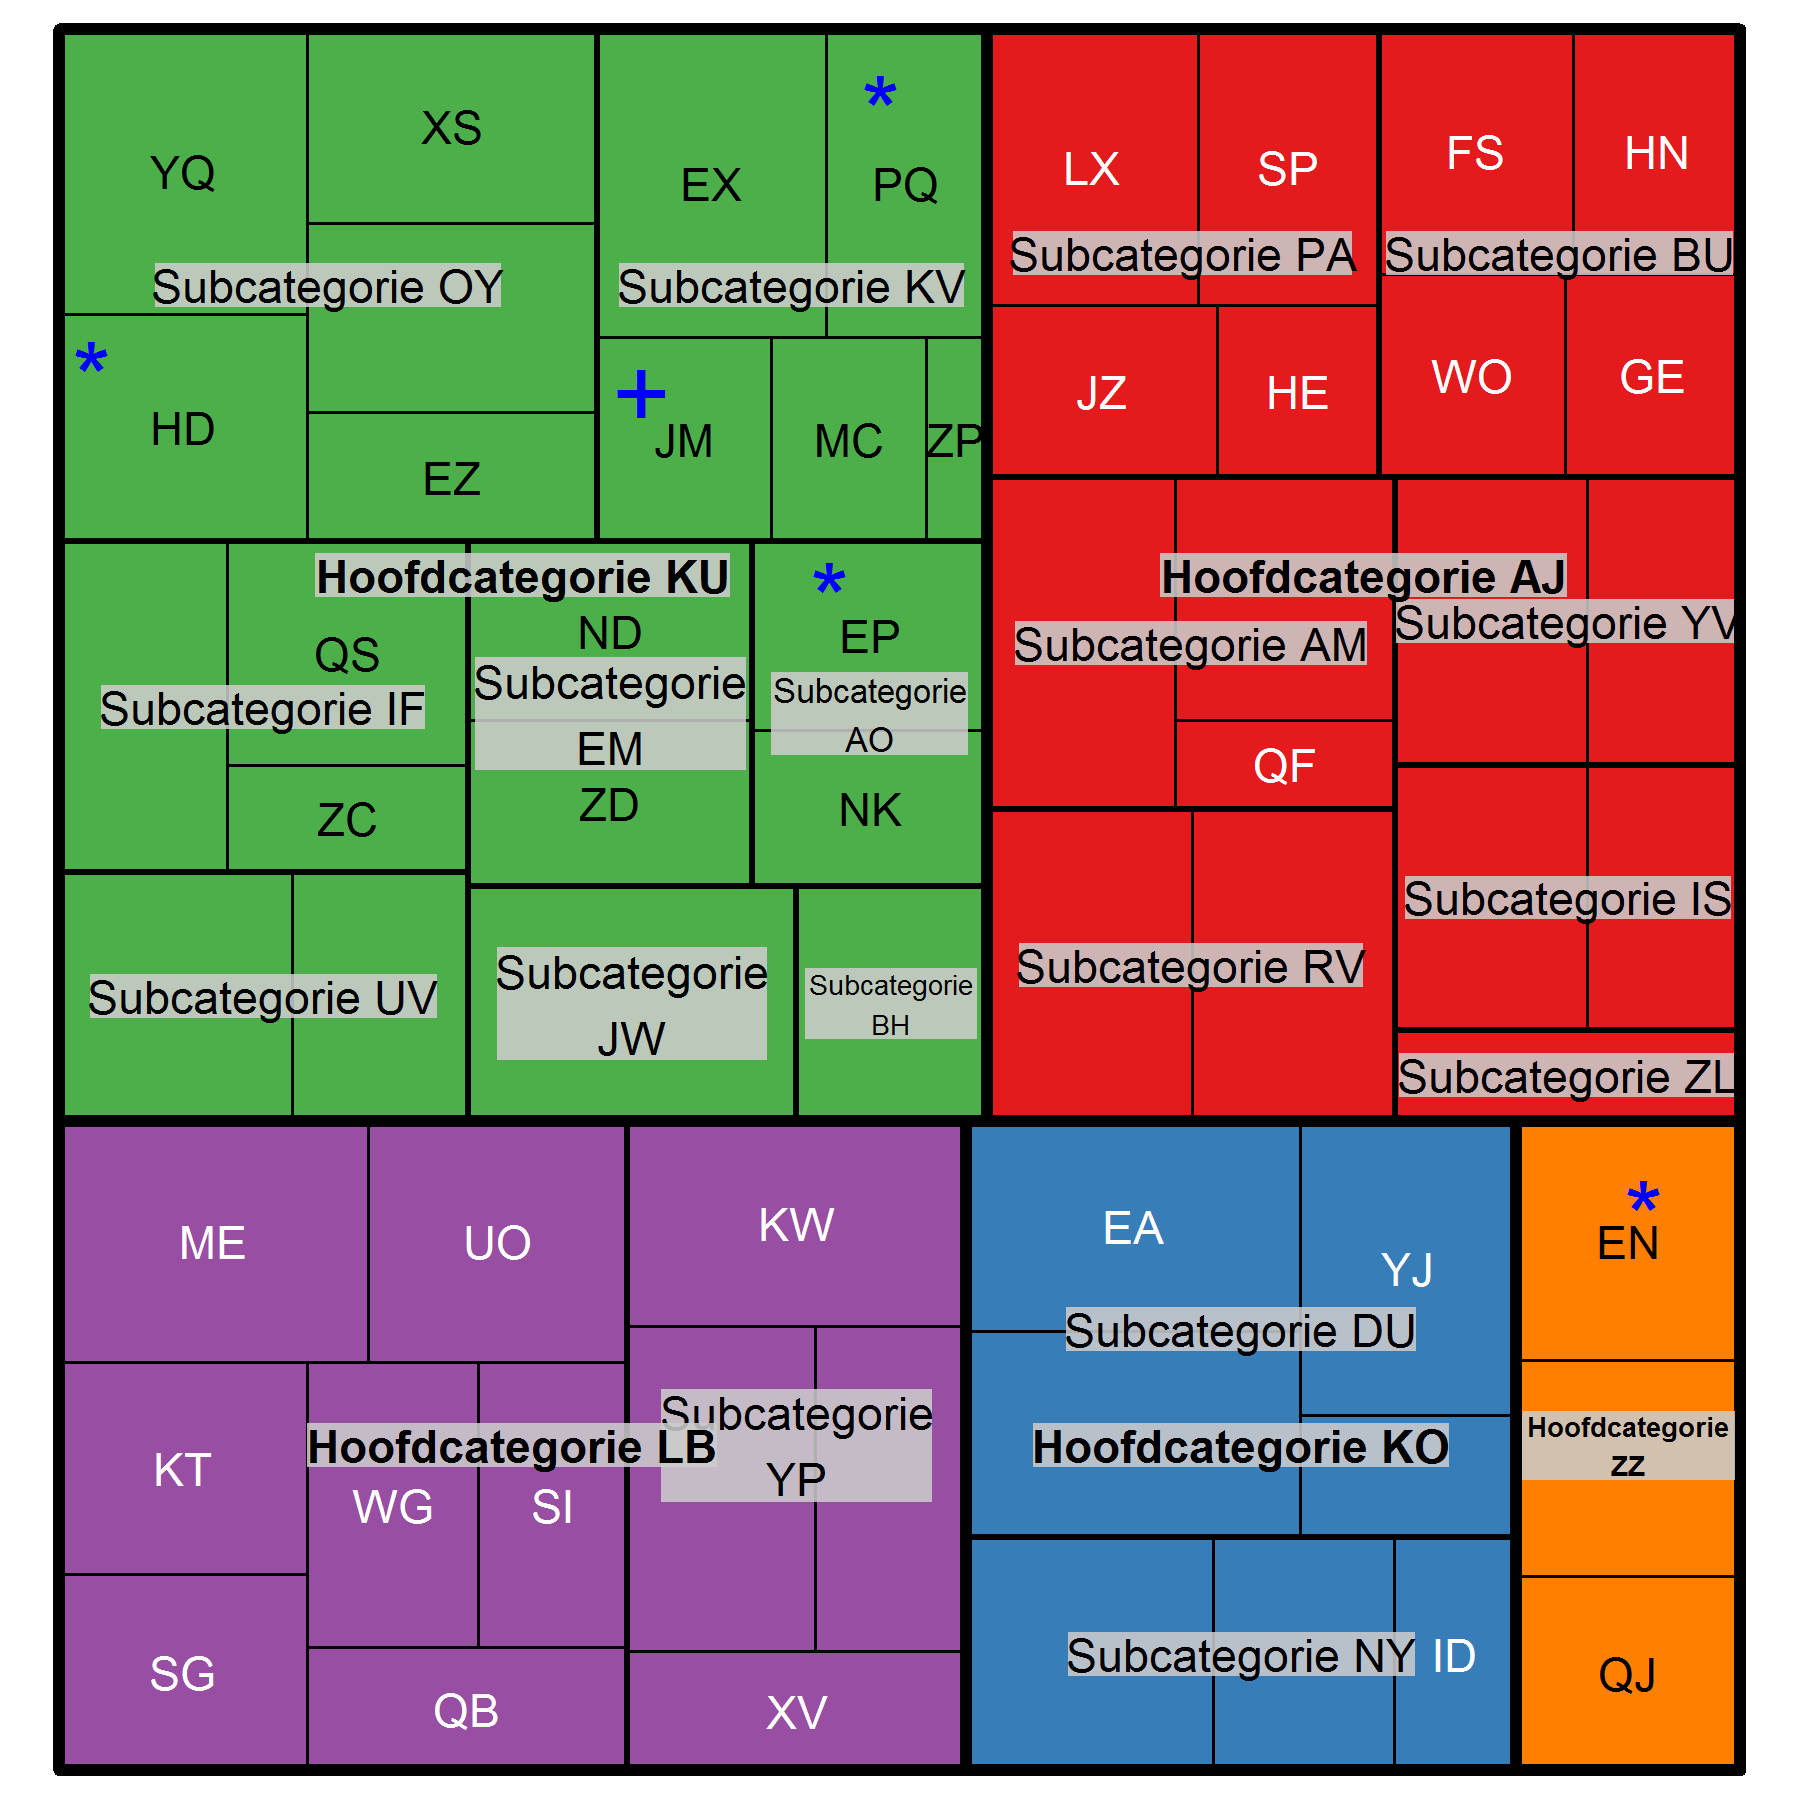 YQ
XS
Subcategorie OY
*
HD
EZ
EX
*
PQ
Subcategorie KV
+
JM
MC
ZP
LX
SP
Subcategorie PA
JZ
HE
FS
HN
Subcategorie BU
WO
GE
Hoofdcategorie KU
QS
Subcategorie IF
ZC
ND
Subcategorie
EM
ZD
*
EP
Subcategorie
AO
NK
Subcategorie UV
Subcategorie
JW
Subcategorie
BH
Hoofdcategorie AJ
Subcategorie AM
QF
Subcategorie YV
Subcategorie RV
Subcategorie IS
Subcategorie ZL
ME
UO
KT
Hoofdcategorie LB
WG
SI
SG
QB
KW
Subcategorie
YP
XV
EA
YJ
Subcategorie DU
Hoofdcategorie KO
Subcategorie NY
ID
*
EN
Hoofdcategorie
ZZ
QJ